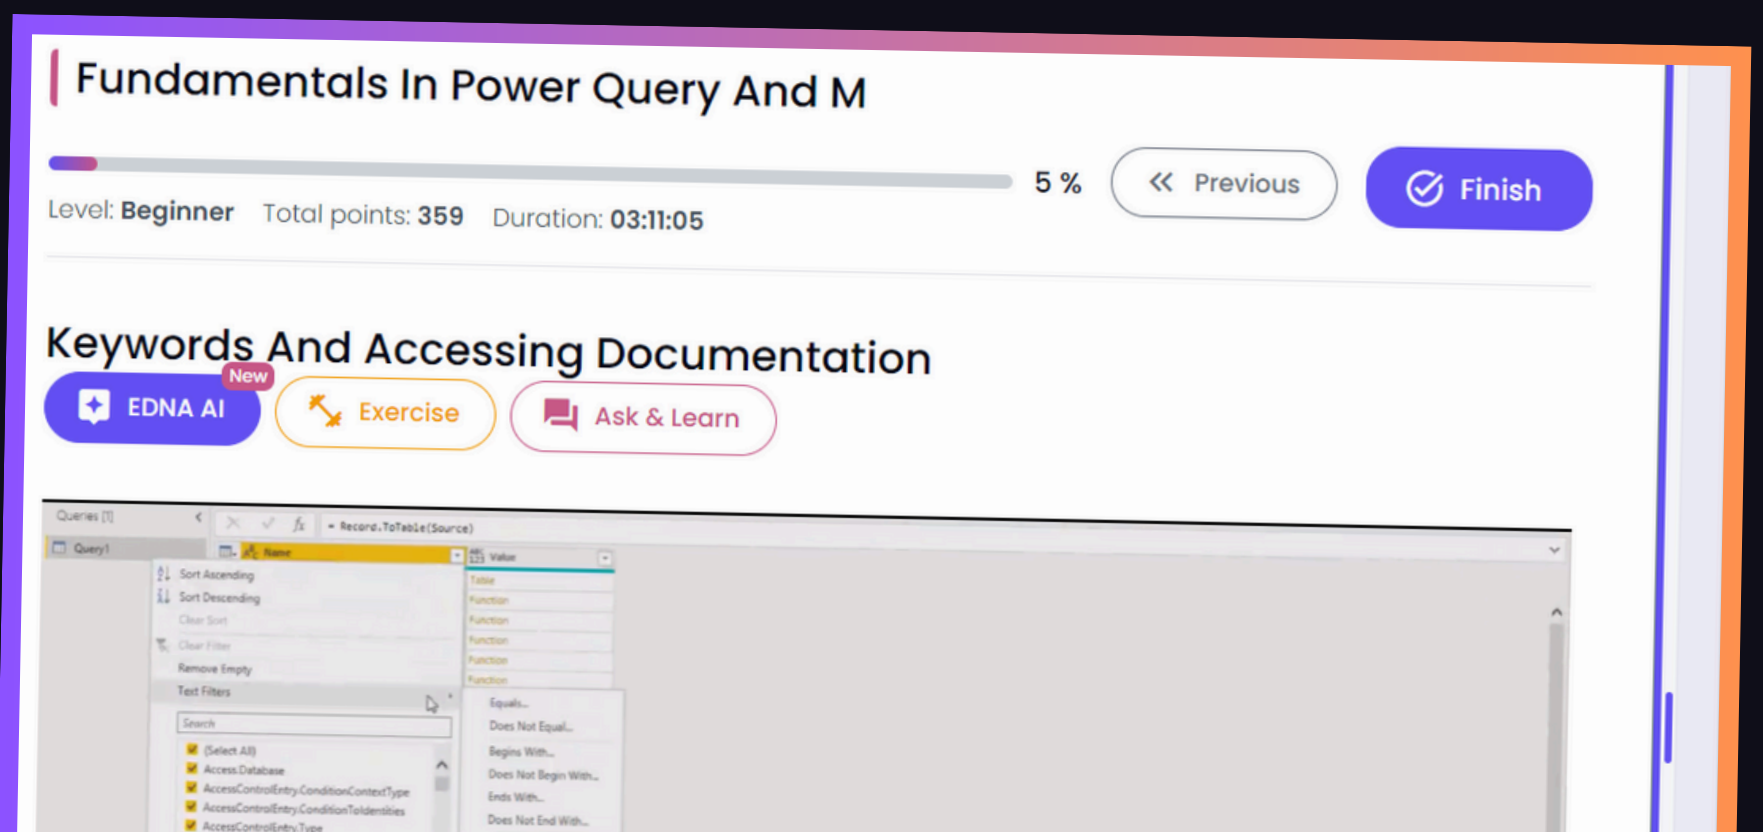 Fundamentals In Power Query And M
5 %
Previous
Finish
Level: Beginner Total points: 359 Duration: 03:11:05
Keywords And Accessing Documentation
New
EDNA AI
Exercise
Ask & Learn
Queries [1]
fx = Record.ToTable(Source)
Query1
ABC Name
ABC 123 Value
Sort Ascending
Sort Descending
Clear Sort
Clear Filter
Remove Empty
Text Filters
Search
(Select All)
Access.Database
AccessControlEntry.ConditionContextType
AccessControlEntry.ConditionToIdentities
AccessControlEntry.Type
Table
Function
Function
Function
Function
Function
Equals...
Does Not Equal...
Begins With...
Does Not Begin With...
Ends With...
Does Not End With...